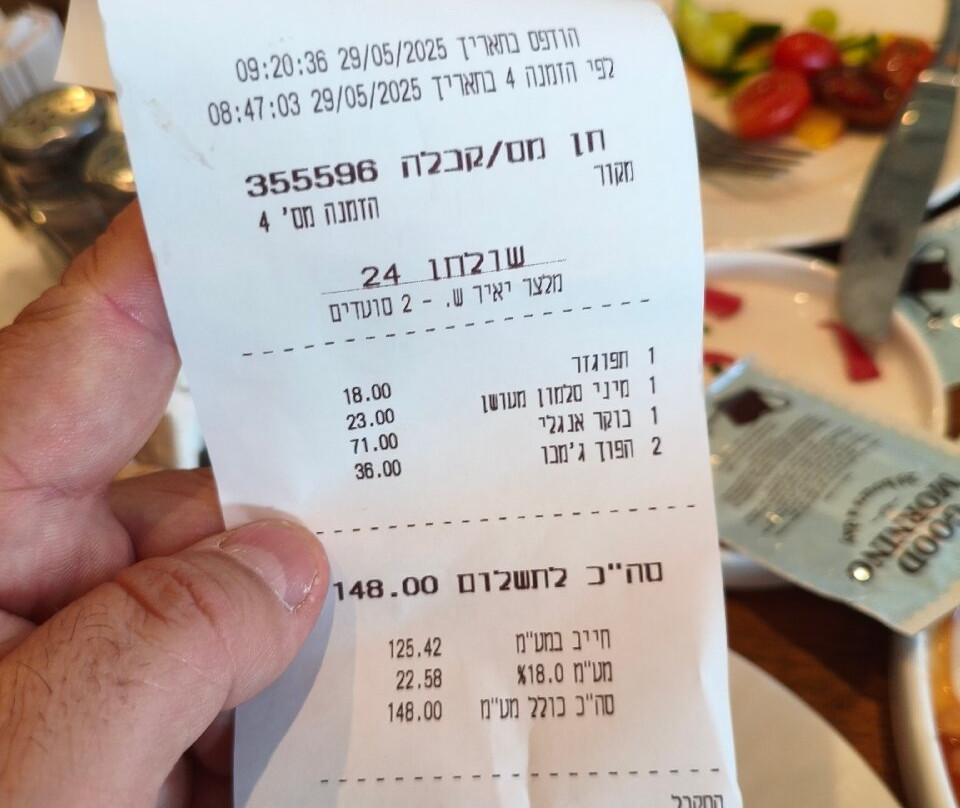 הודפס בתאריך 29/05/2025 09:20:36
לפי הזמנה 4 בתאריך 29/05/2025 08:47:03
חן מס/קבלה 355596
מקור
הזמנה מס' 4
שולחן 24
מלצר יאיר ש. - 2 סועדים
1 תפוגזר 18.00
1 מיני סלמון מעושן 23.00
1 בוקר אנגלי 71.00
2 הפוך ג'מבו 36.00
סה"כ לתשלום 148.00
חייב במע"מ 125.42
מע"מ 18.0% 22.58
סה"כ כולל מע"מ 148.00
התקבל
GOOD
MORNING